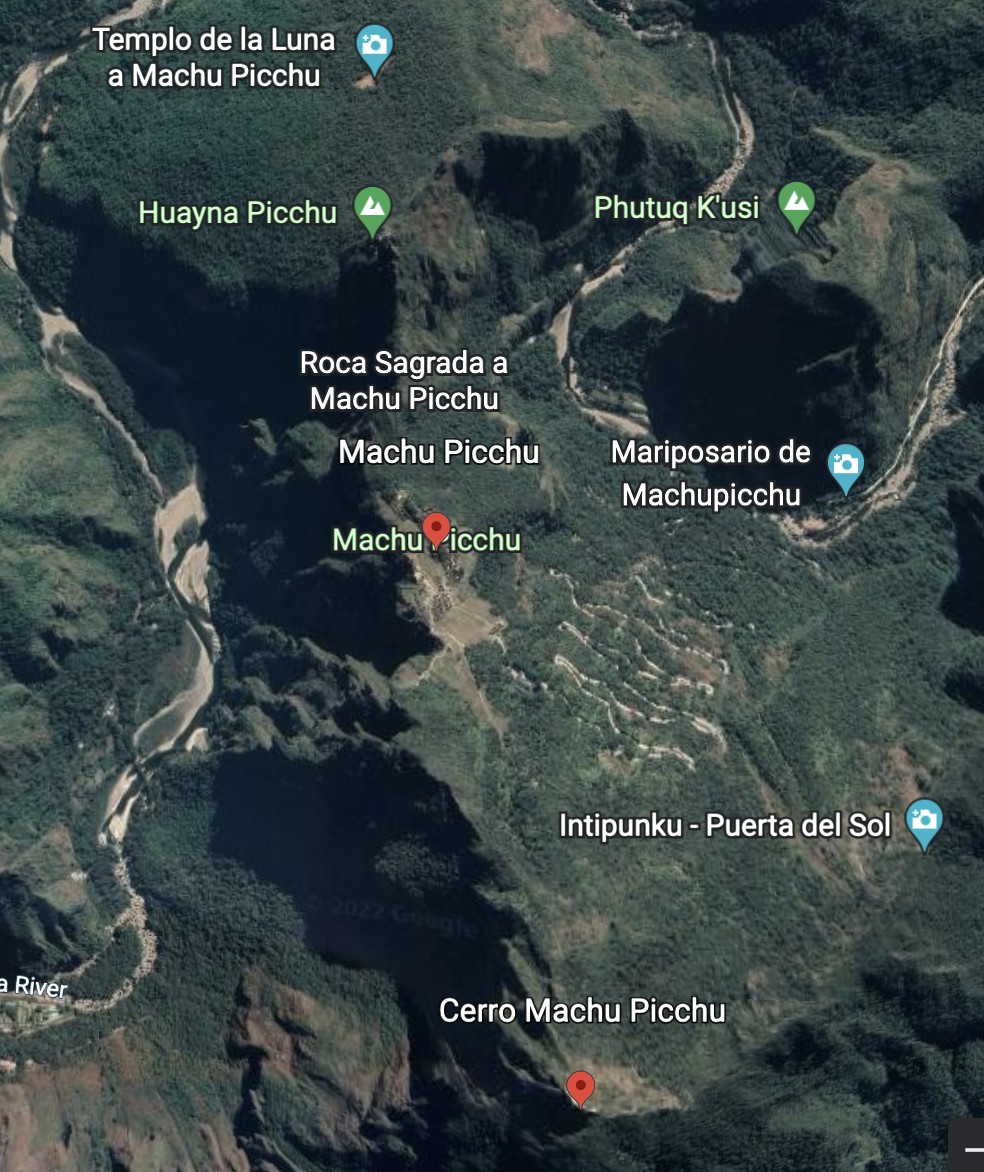 Templo de la Luna
a Machu Picchu
Huayna Picchu
Phutuq K'usi
Roca Sagrada a
Machu Picchu
Machu Picchu
Mariposario de
Machupicchu
Machu Picchu
Intipunku - Puerta del Sol
© 2022 Google
a River
Cerro Machu Picchu